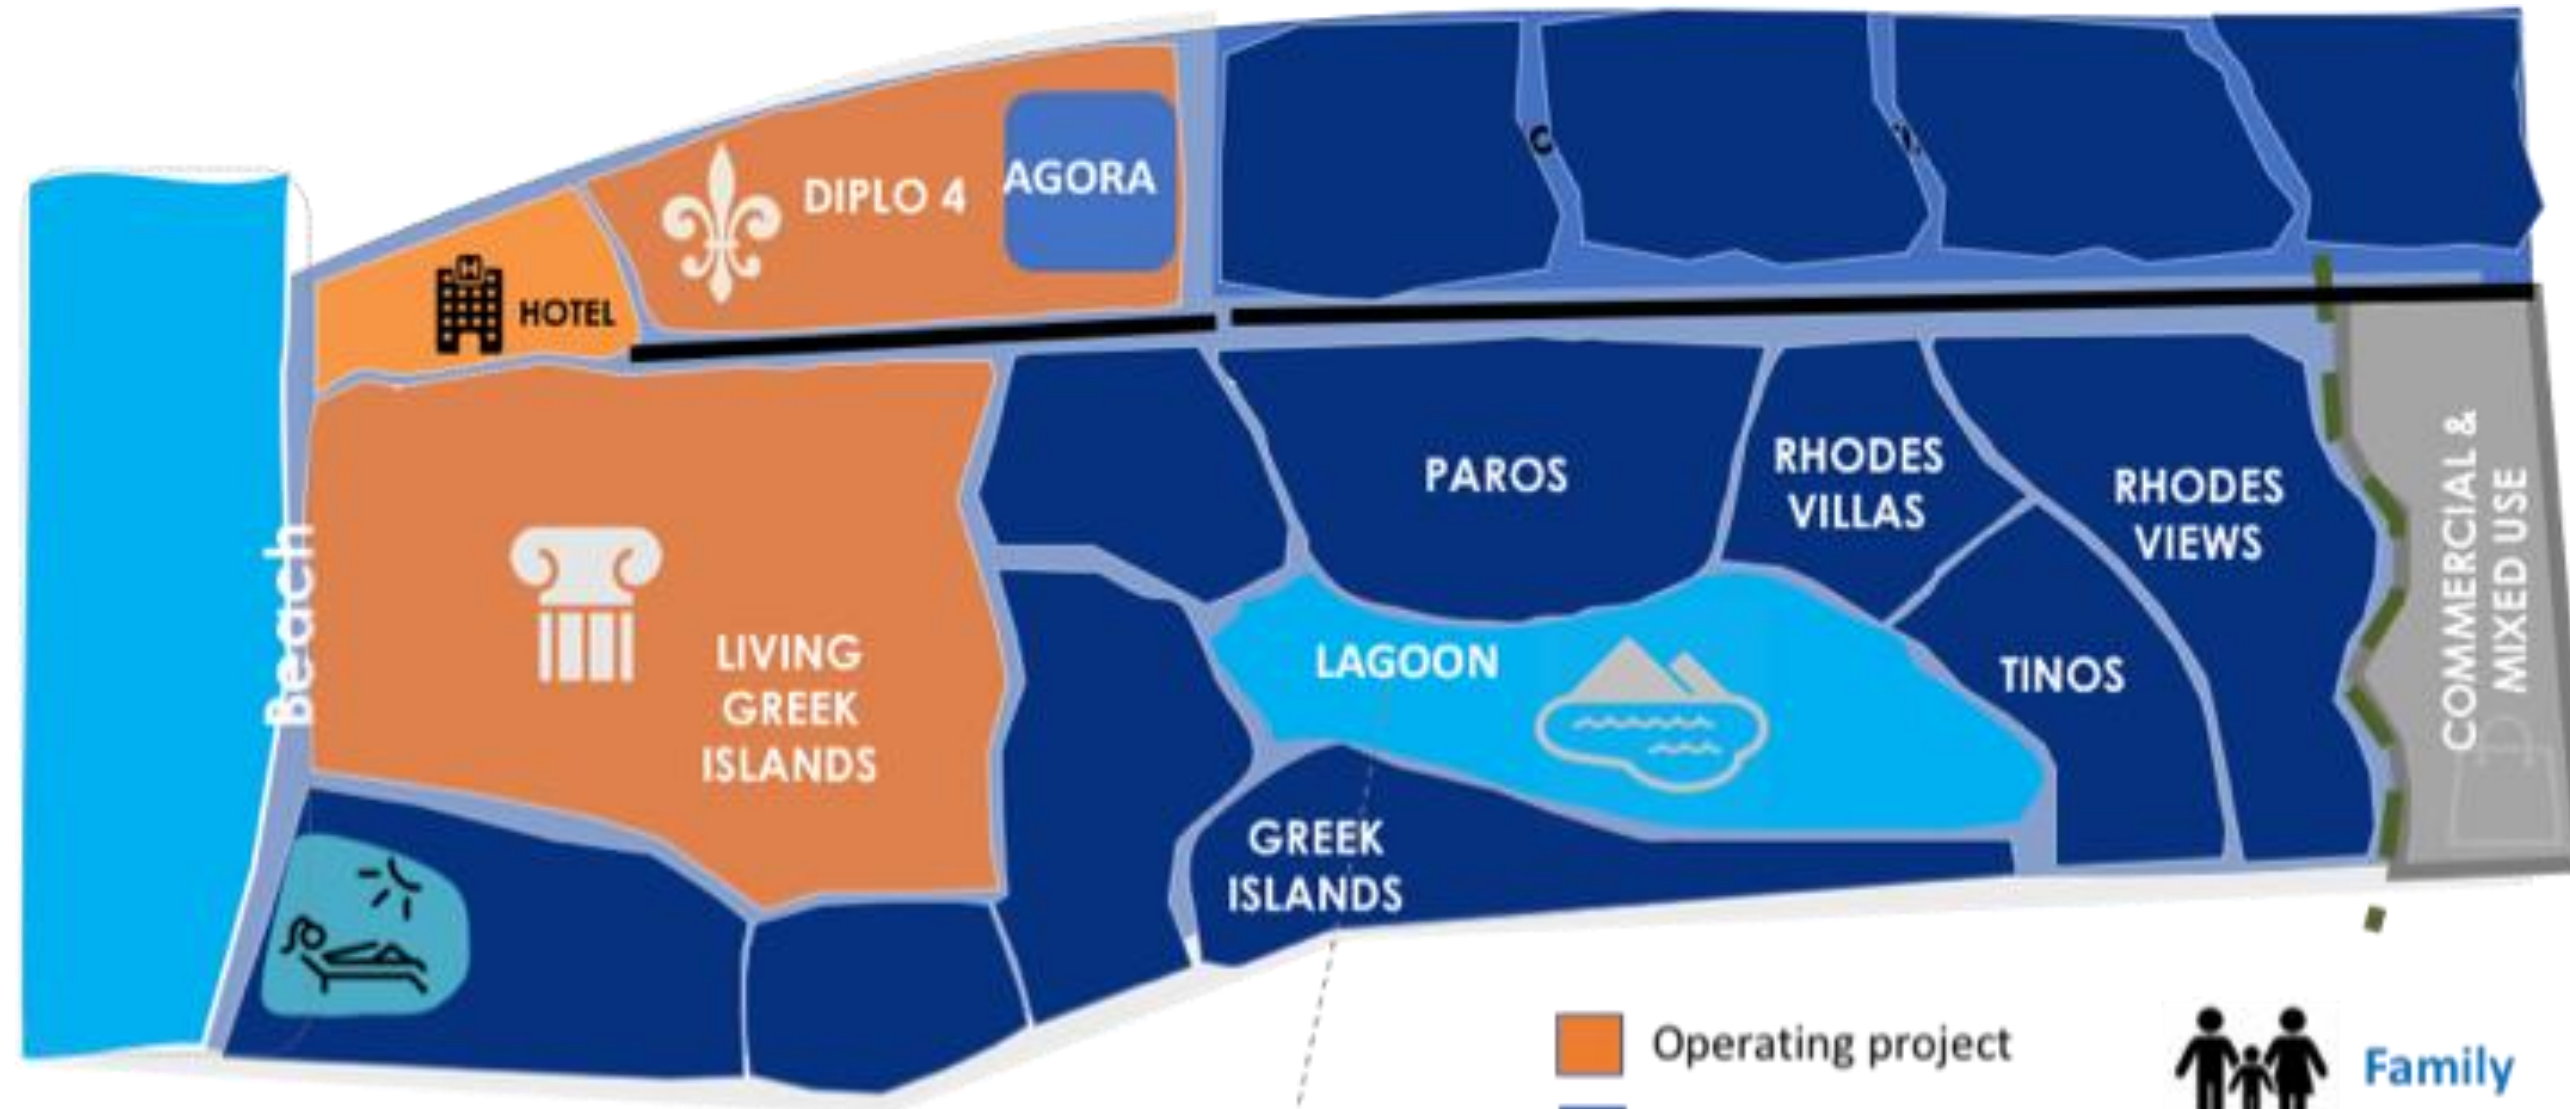 AGORA
DIPLO 4
H
HOTEL
Beach
PAROS
RHODES
VILLAS
RHODES
VIEWS
COMMERCIAL &
MIXED USE
LIVING
GREEK
ISLANDS
LAGOON
TINOS
GREEK
ISLANDS
Operating project
Family